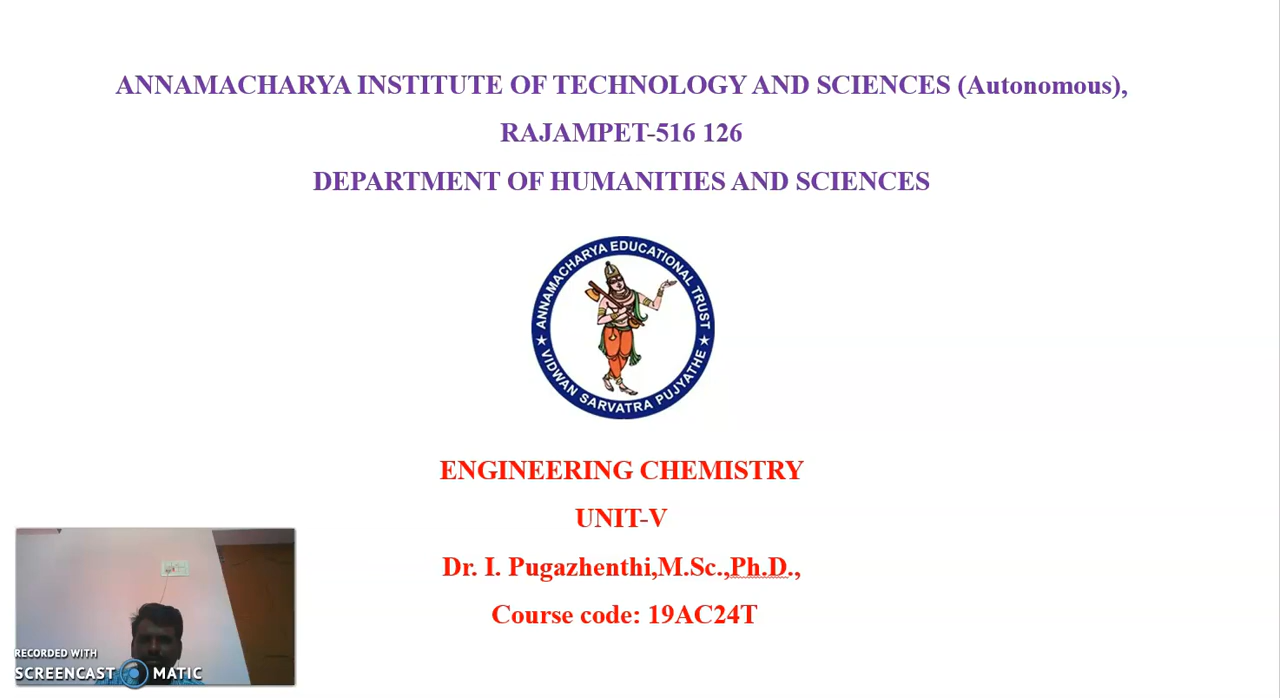 ANNAMACHARYA INSTITUTE OF TECHNOLOGY AND SCIENCES (Autonomous),
RAJAMPET-516 126
DEPARTMENT OF HUMANITIES AND SCIENCES
ANNAMACHARYA EDUCATIONAL TRUST
★ VIDWAN SARVATRA PUJYATHE ★
ENGINEERING CHEMISTRY
UNIT-V
Dr. I. Pugazhenthi,M.Sc.,Ph.D.,
Course code: 19AC24T
RECORDED WITH
SCREENCAST MATIC